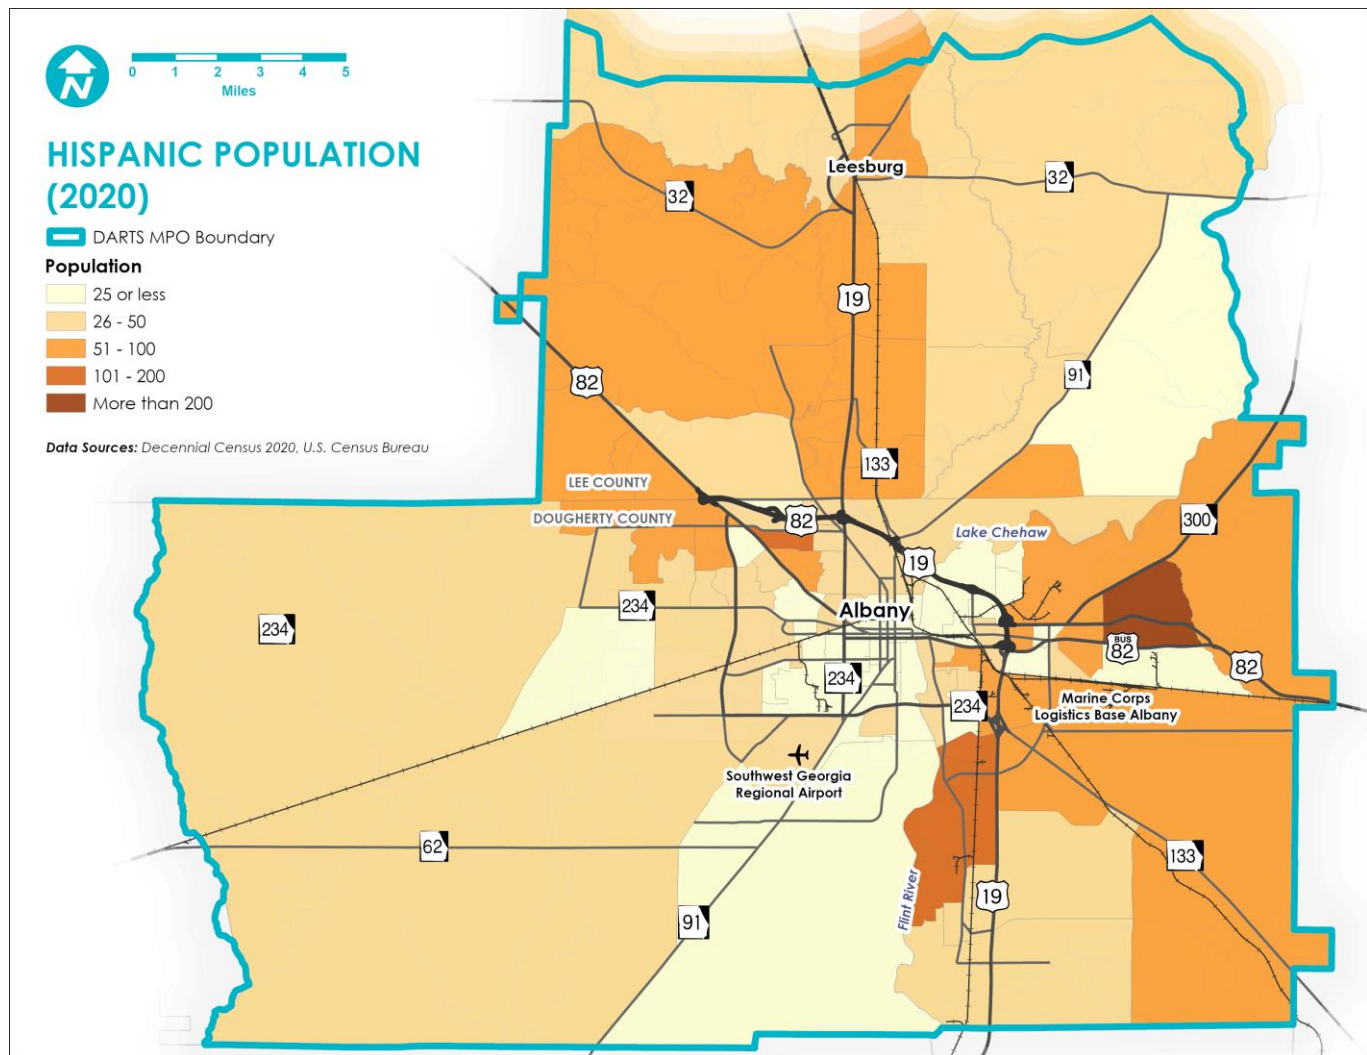 N
0 1 2 3 4 5
Miles
HISPANIC POPULATION
(2020)
DARTS MPO Boundary
Population
25 or less
26 - 50
51 - 100
101 - 200
More than 200
Data Sources: Decennial Census 2020, U.S. Census Bureau
Leesburg
32
32
19
82
91
133
LEE COUNTY
DOUGHERTY COUNTY
82
300
Lake Chehaw
19
234
234
Albany
BUS
82
82
234
234
Marine Corps
Logistics Base Albany
Southwest Georgia
Regional Airport
62
133
Flint River
19
91